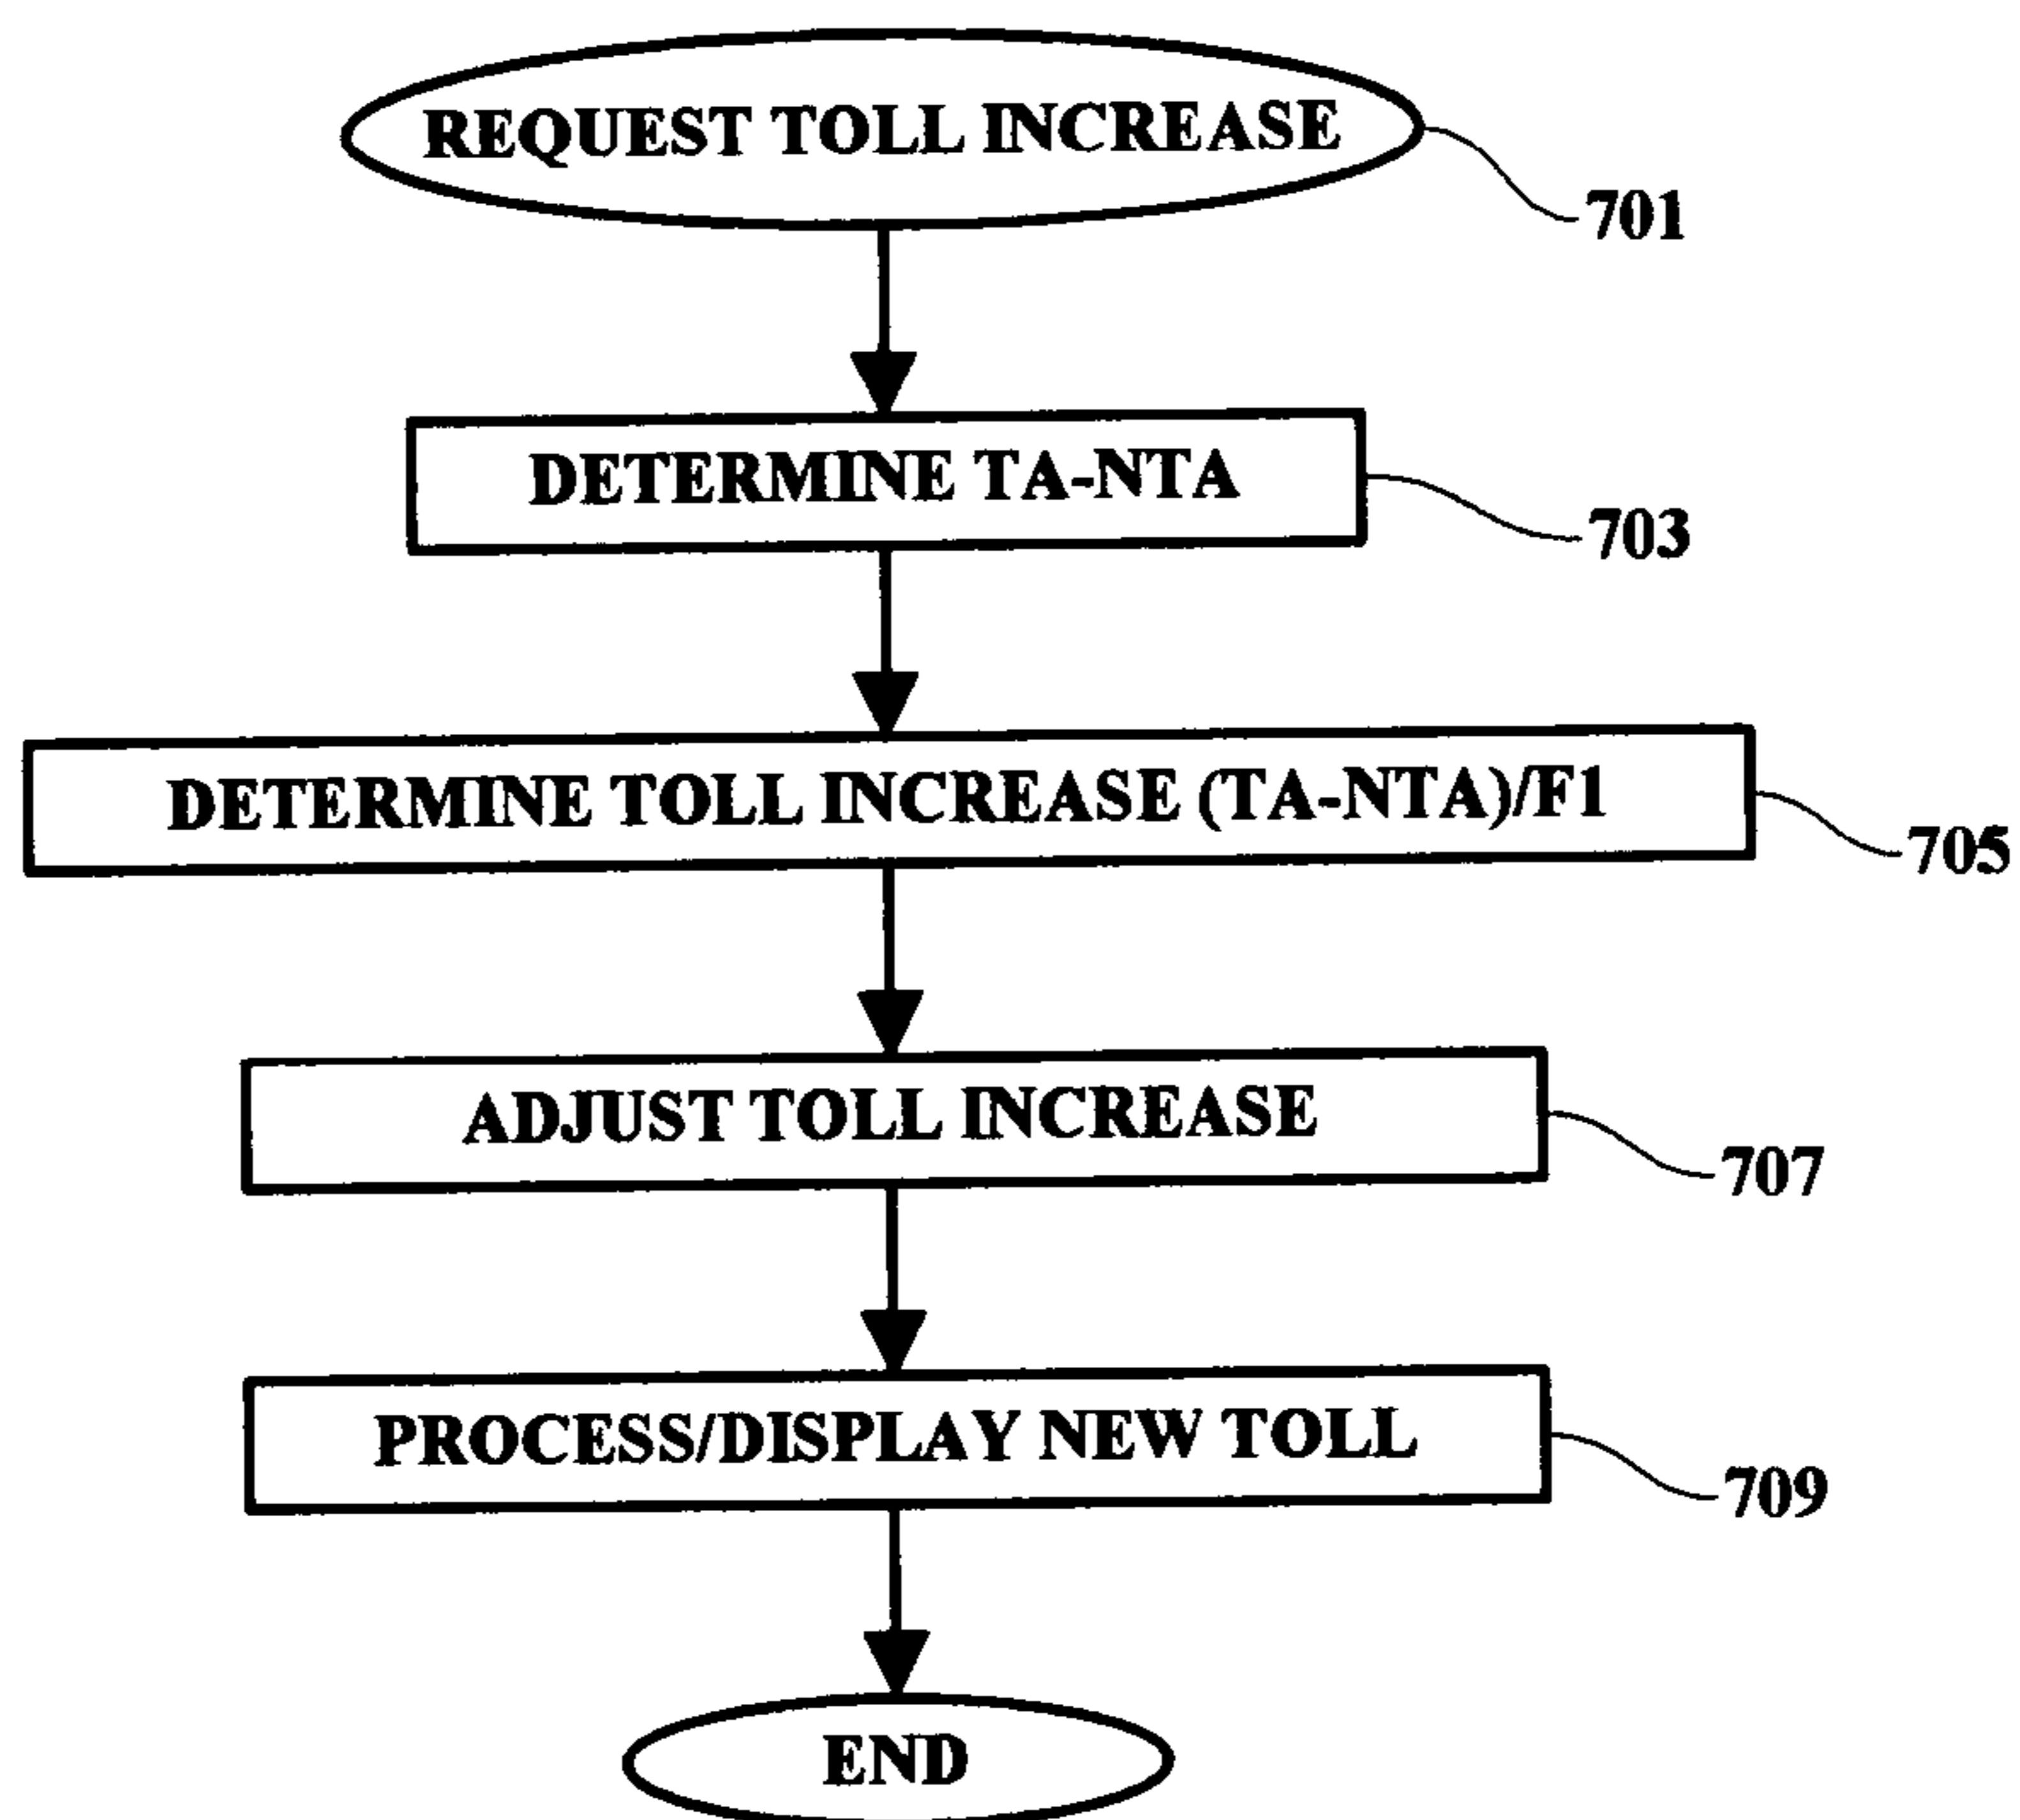 REQUEST TOLL INCREASE
701
DETERMINE TA-NTA
703
DETERMINE TOLL INCREASE (TA-NTA)/F1
705
ADJUST TOLL INCREASE
707
PROCESS/DISPLAY NEW TOLL
709
END